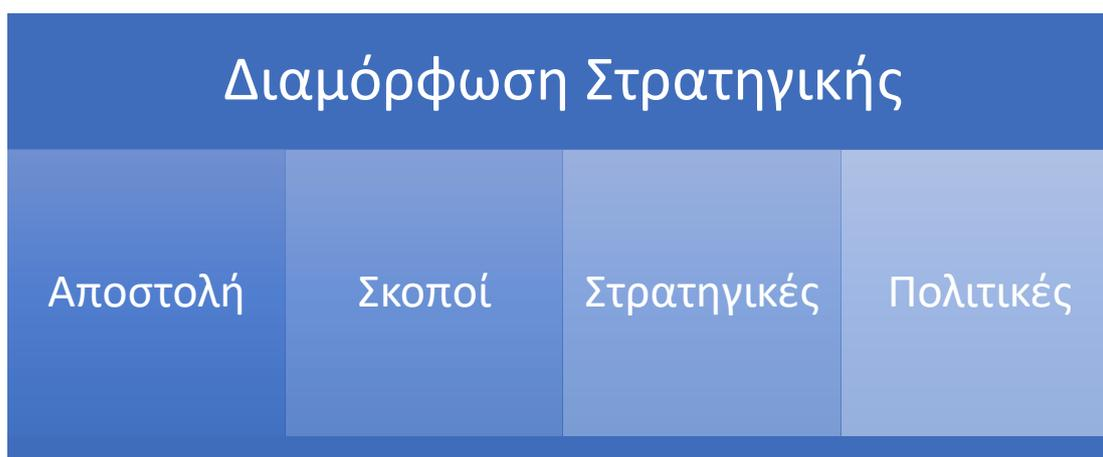 Διαμόρφωση Στρατηγικής
Αποστολή
Σκοποί
Στρατηγικές
Πολιτικές